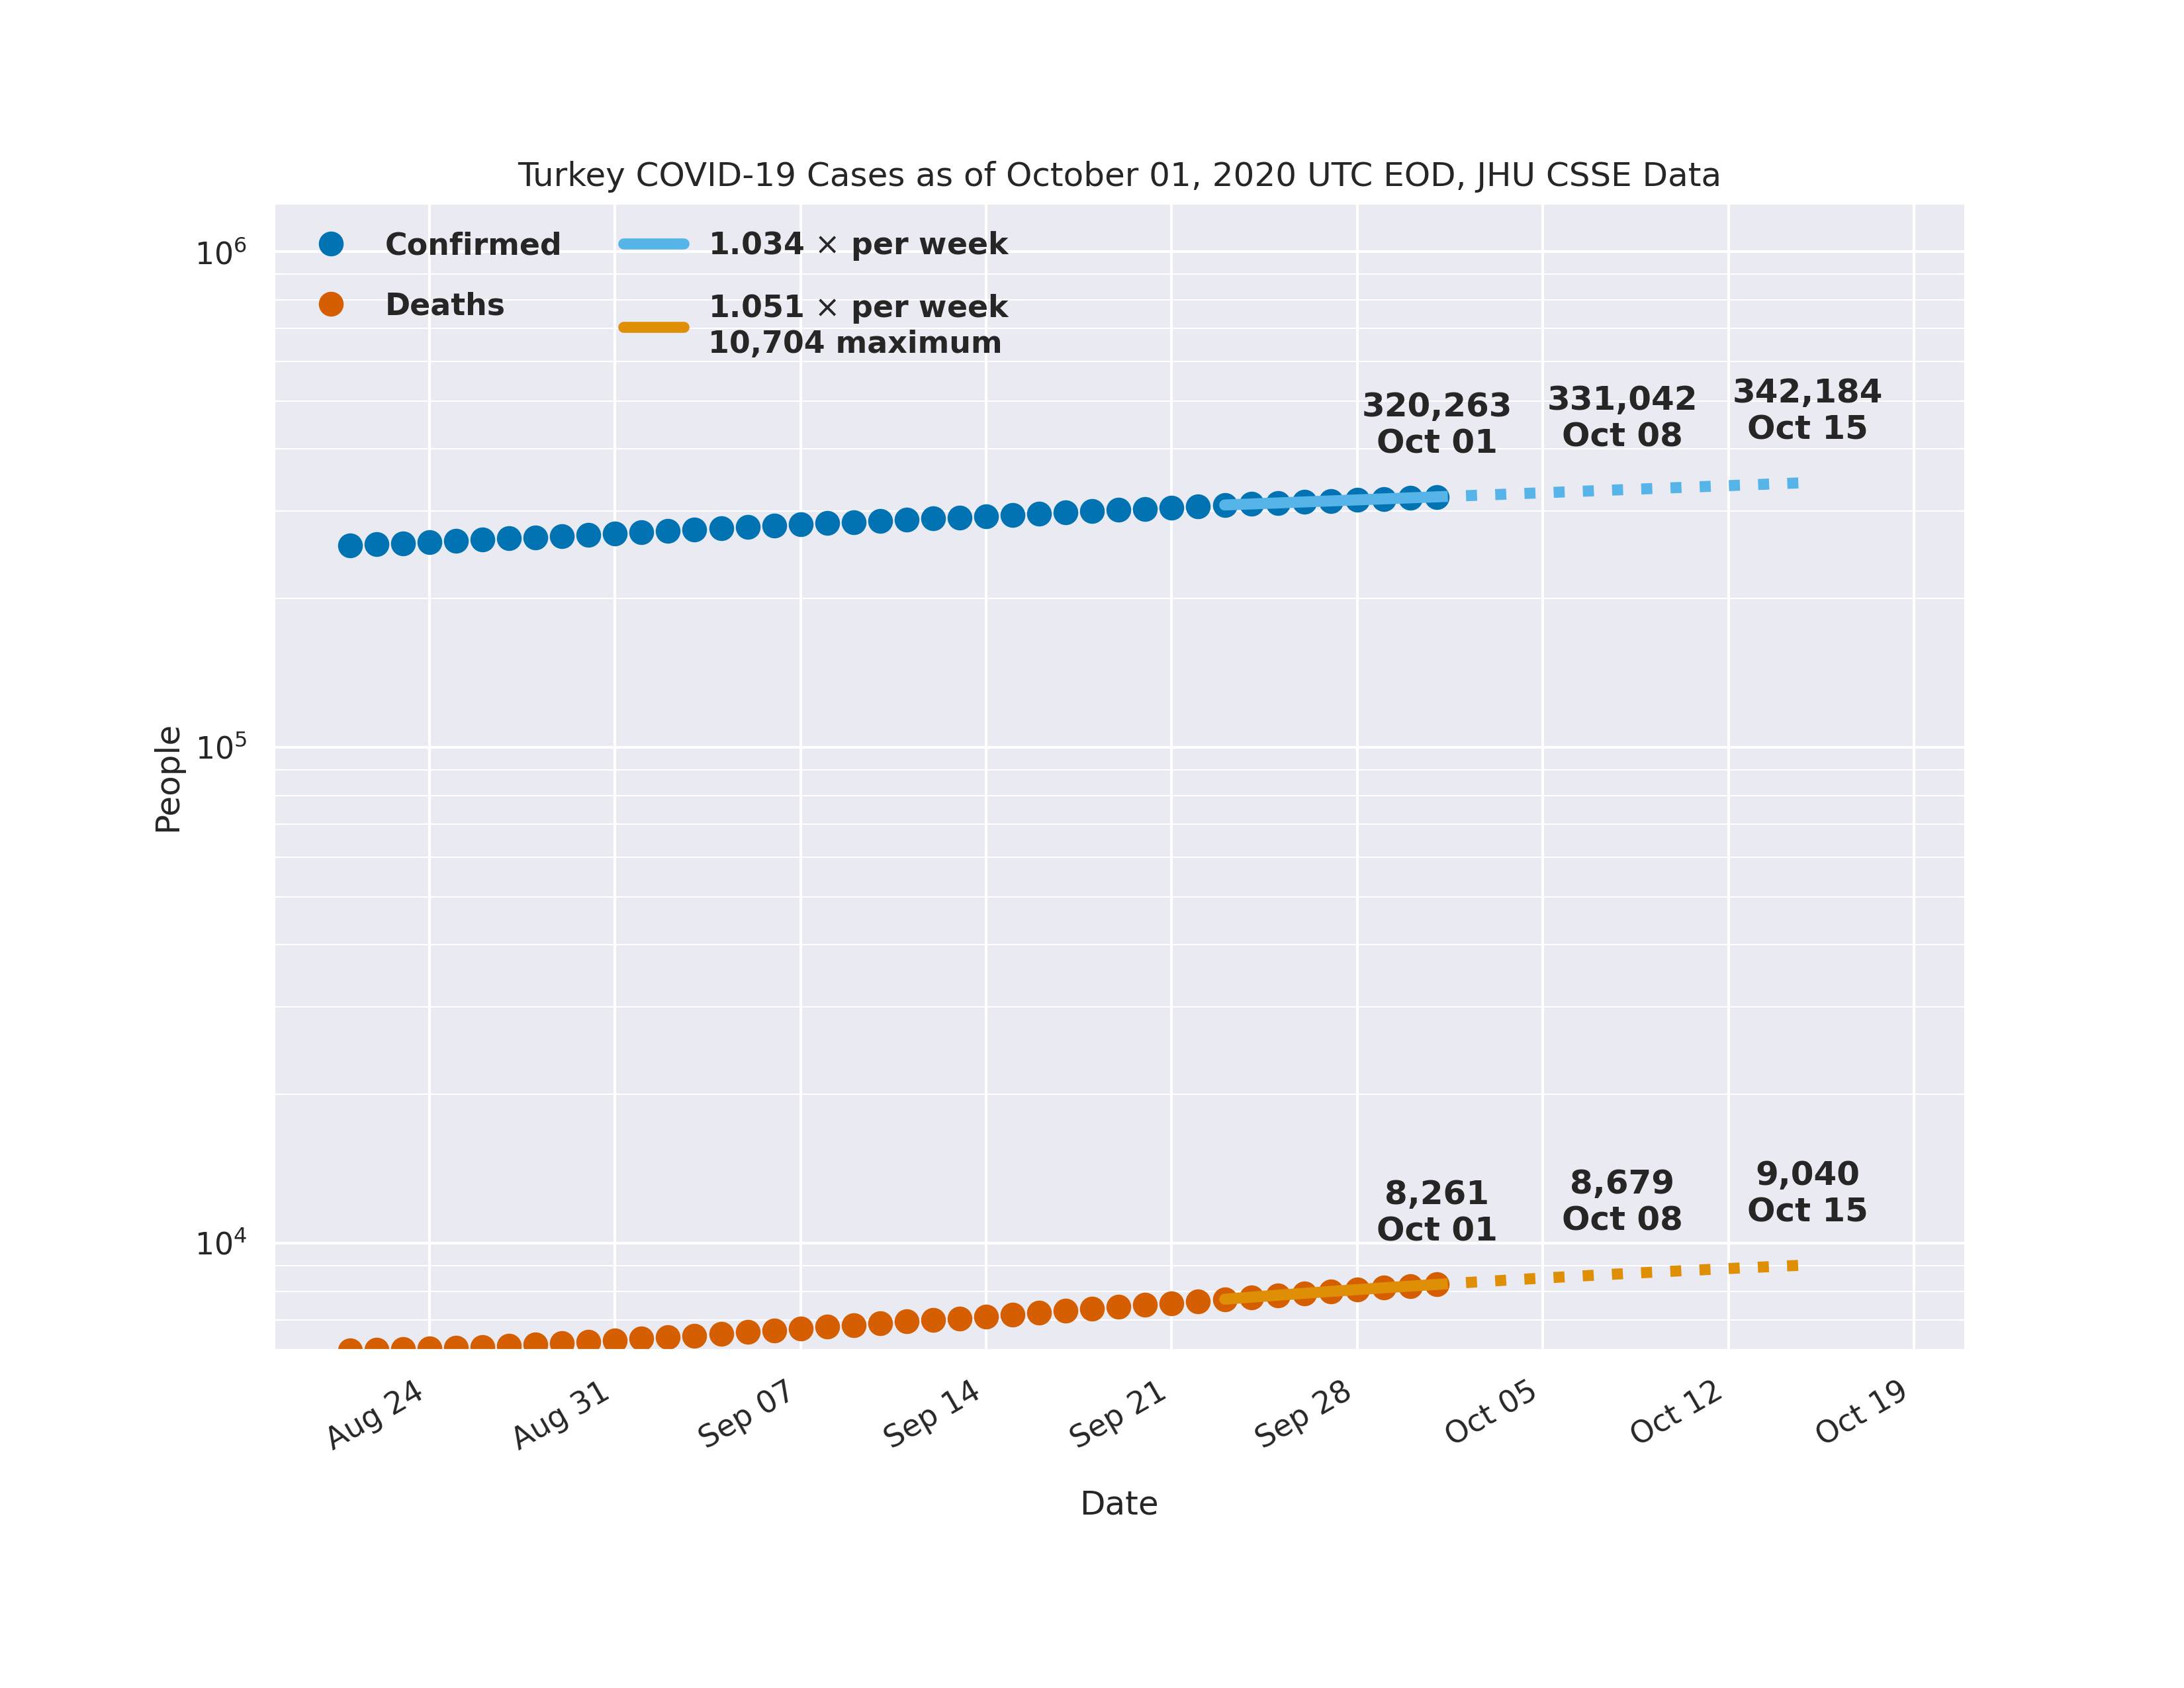 Turkey COVID-19 Cases as of October 01, 2020 UTC EOD, JHU CSSE Data
Confirmed
Deaths
1.034 × per week
1.051 × per week
10,704 maximum
320,263
Oct 01
331,042
Oct 08
342,184
Oct 15
8,261
Oct 01
8,679
Oct 08
9,040
Oct 15
People
10⁶
10⁵
10⁴
Aug 24
Aug 31
Sep 07
Sep 14
Sep 21
Sep 28
Oct 05
Oct 12
Oct 19
Date